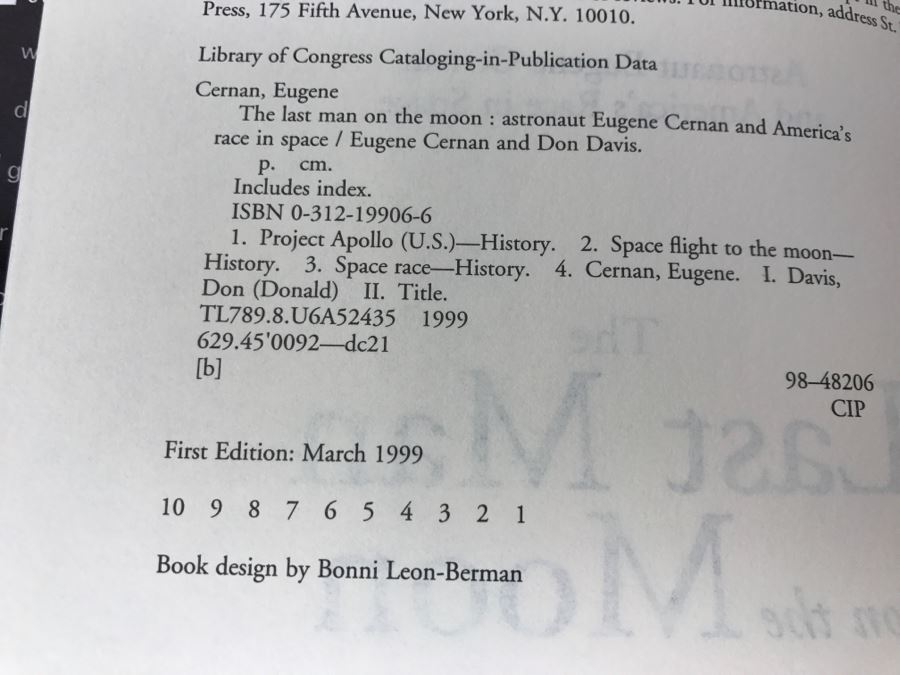 information, address St.
Press, 175 Fifth Avenue, New York, N.Y. 10010.
Library of Congress Cataloging-in-Publication Data
Cernan, Eugene
The last man on the moon : astronaut Eugene Cernan and America's
race in space / Eugene Cernan and Don Davis.
p. cm.
Includes index.
ISBN 0-312-19906-6
1. Project Apollo (U.S.)—History. 2. Space flight to the moon—
History. 3. Space race—History. 4. Cernan, Eugene. I. Davis,
Don (Donald) II. Title.
TL789.8.U6A52435 1999
629.45'0092—dc21
[b]
98–48206
CIP
First Edition: March 1999
10 9 8 7 6 5 4 3 2 1
Book design by Bonni Leon-Berman